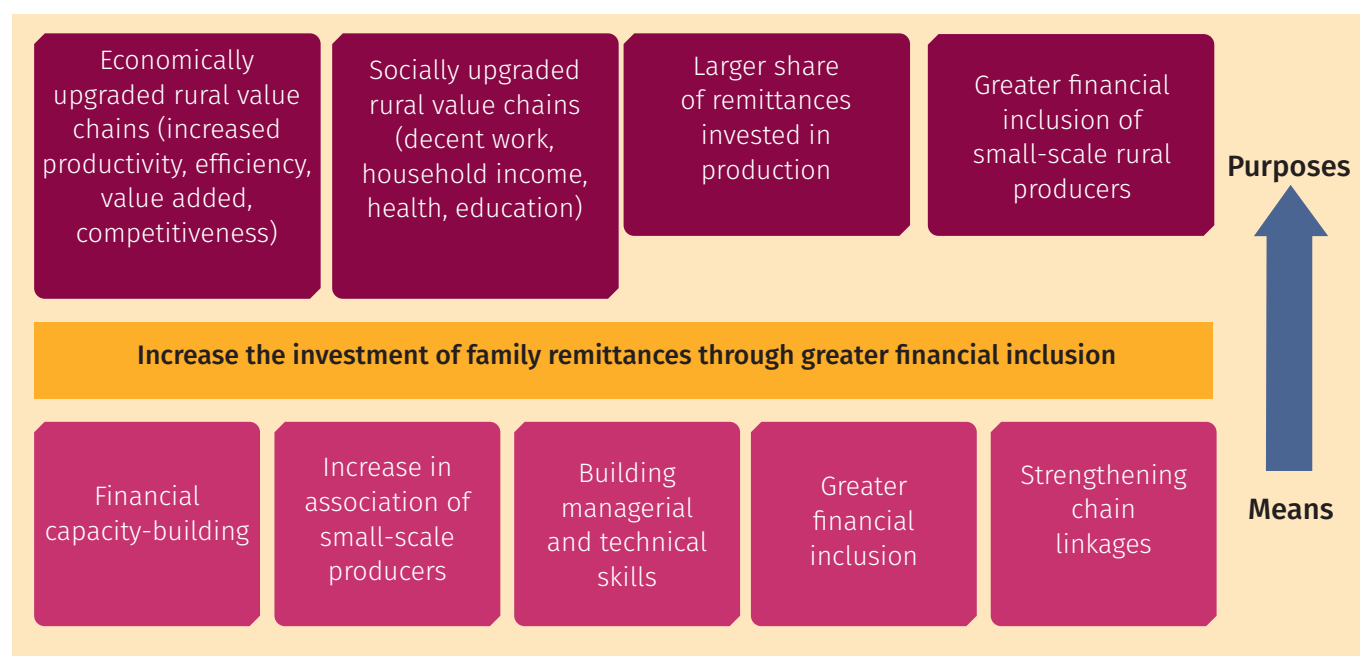 Economically
upgraded rural value
chains (increased
productivity, efficiency,
value added,
competitiveness)
Socially upgraded
rural value chains
(decent work,
household income,
health, education)
Larger share
of remittances
invested in
production
Greater financial
inclusion of
small-scale rural
producers
Purposes
Increase the investment of family remittances through greater financial inclusion
Financial
capacity-building
Increase in
association of
small-scale
producers
Building
managerial
and technical
skills
Greater
financial
inclusion
Strengthening
chain
linkages
Means